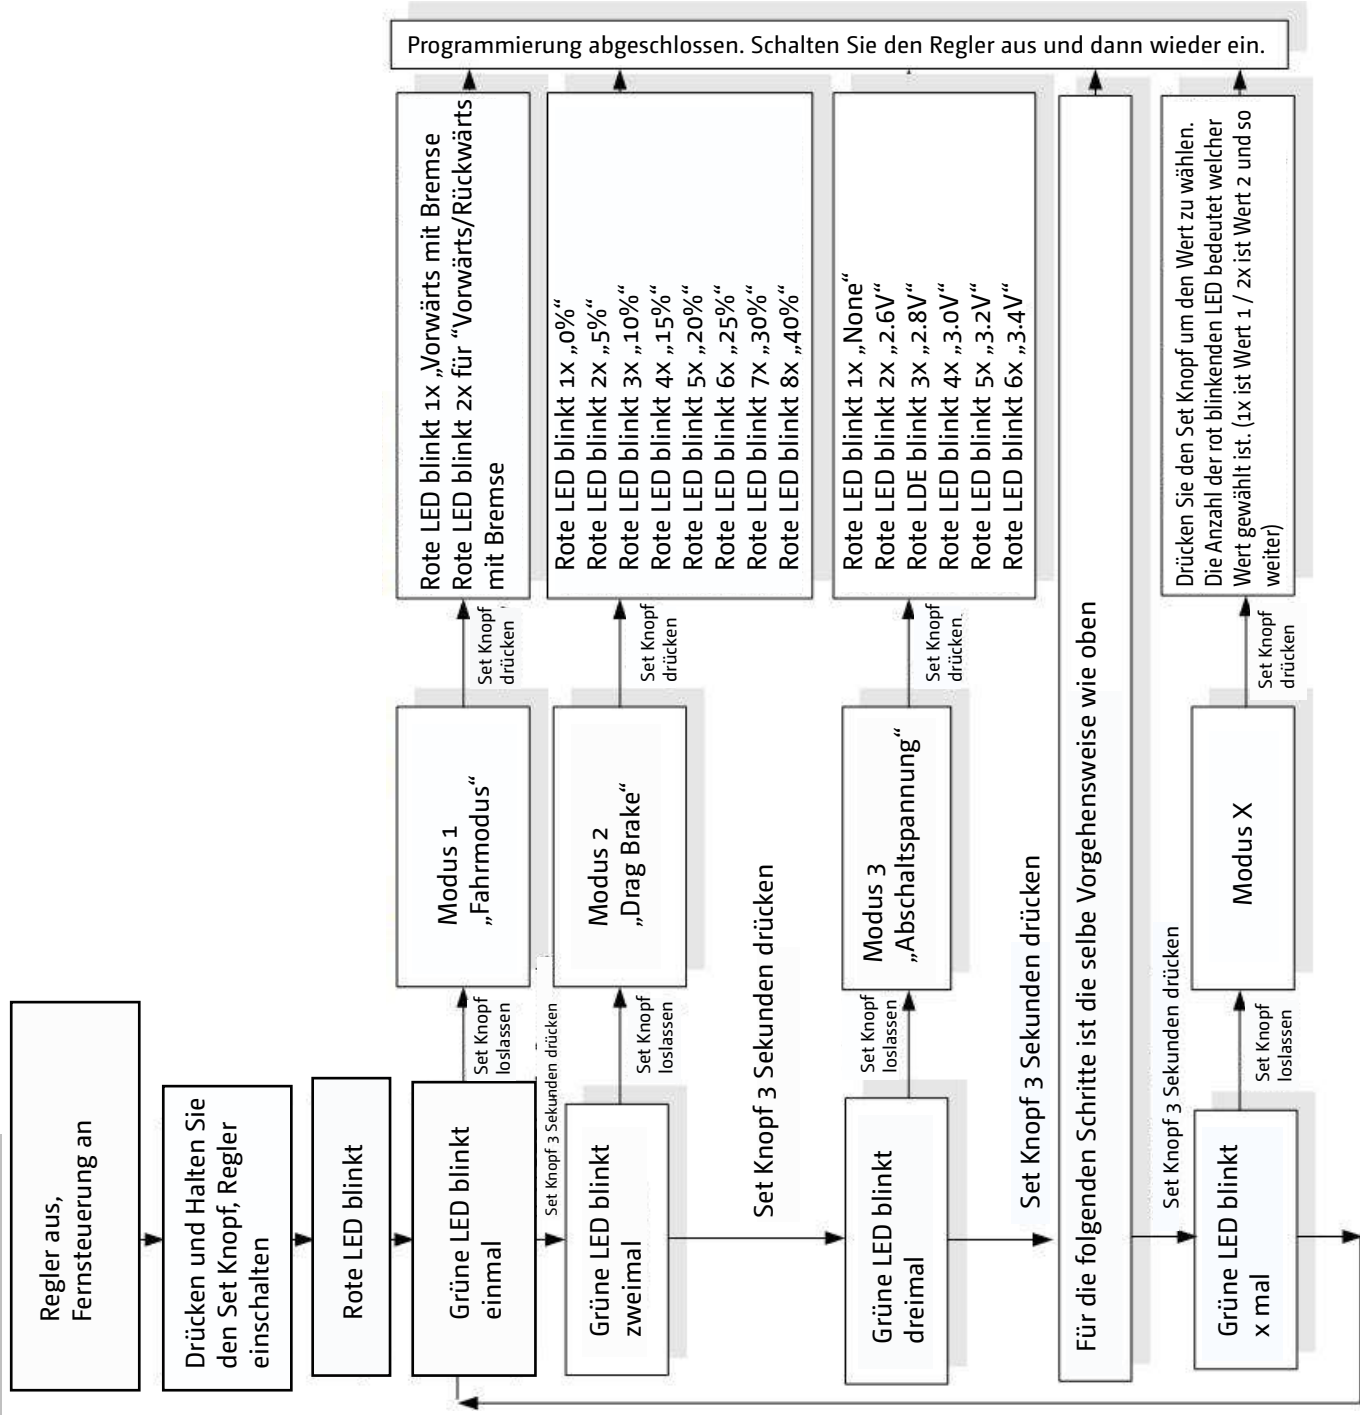 Programmierung abgeschlossen. Schalten Sie den Regler aus und dann wieder ein.
Regler aus,
Fernsteuerung an
Drücken und Halten Sie
den Set Knopf, Regler
einschalten
Rote LED blinkt
Grüne LED blinkt
einmal
Set Knopf
loslassen
Modus 1
„Fahrmodus“
Set Knopf
drücken
Rote LED blinkt 1x „Vorwärts mit Bremse
Rote LED blinkt 2x für “Vorwärts/Rückwärts
mit Bremse
Set Knopf 3 Sekunden drücken
Grüne LED blinkt
zweimal
Set Knopf
loslassen
Modus 2
„Drag Brake“
Set Knopf
drücken
Rote LED blinkt 1x „0%“
Rote LED blinkt 2x „5%“
Rote LED blinkt 3x „10%“
Rote LED blinkt 4x „15%“
Rote LED blinkt 5x „20%“
Rote LED blinkt 6x „25%“
Rote LED blinkt 7x „30%“
Rote LED blinkt 8x „40%“
Set Knopf 3 Sekunden drücken
Grüne LED blinkt
dreimal
Set Knopf
loslassen
Modus 3
„Abschaltspannung“
Set Knopf
drücken
Rote LED blinkt 1x „None“
Rote LED blinkt 2x „2.6V“
Rote LDE blinkt 3x „2.8V“
Rote LED blinkt 4x „3.0V“
Rote LED blinkt 5x „3.2V“
Rote LED blinkt 6x „3.4V“
Set Knopf 3 Sekunden drücken
Für die folgenden Schritte ist die selbe Vorgehensweise wie oben
Set Knopf 3 Sekunden drücken
Grüne LED blinkt
x mal
Set Knopf
loslassen
Modus X
Set Knopf
drücken
Drücken Sie den Set Knopf um den Wert zu wählen.
Die Anzahl der rot blinkenden LED bedeutet welcher
Wert gewählt ist. (1x ist Wert 1 / 2x ist Wert 2 und so
weiter)